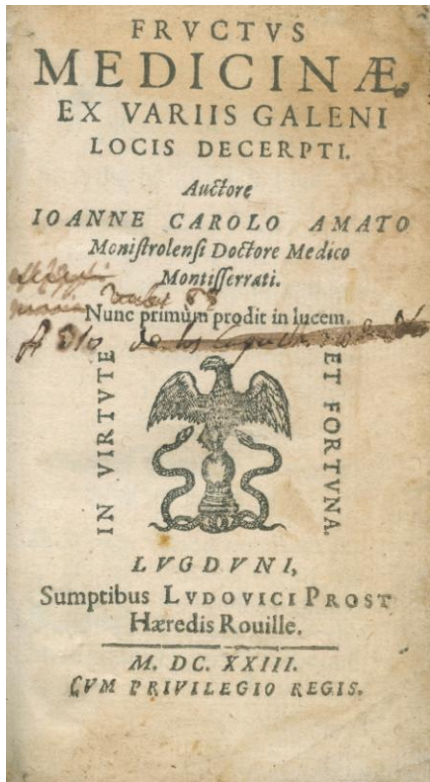 FRVCTVS
MEDICINÆ,
EX VARIIS GALENI
LOCIS DECERPTI.
Auctore
IOANNE CAROLO AMATO
Monistrolensi Doctore Medico
Montisserrati.
Nunc primùm prodit in lucem.
IN VIRTVTE
ET FORTVNA.
LVGDVNI,
Sumptibus LVDOVICI PROST
Hæredis Rouille.
M. DC. XXIII.
CVM PRIVILEGIO REGIS.